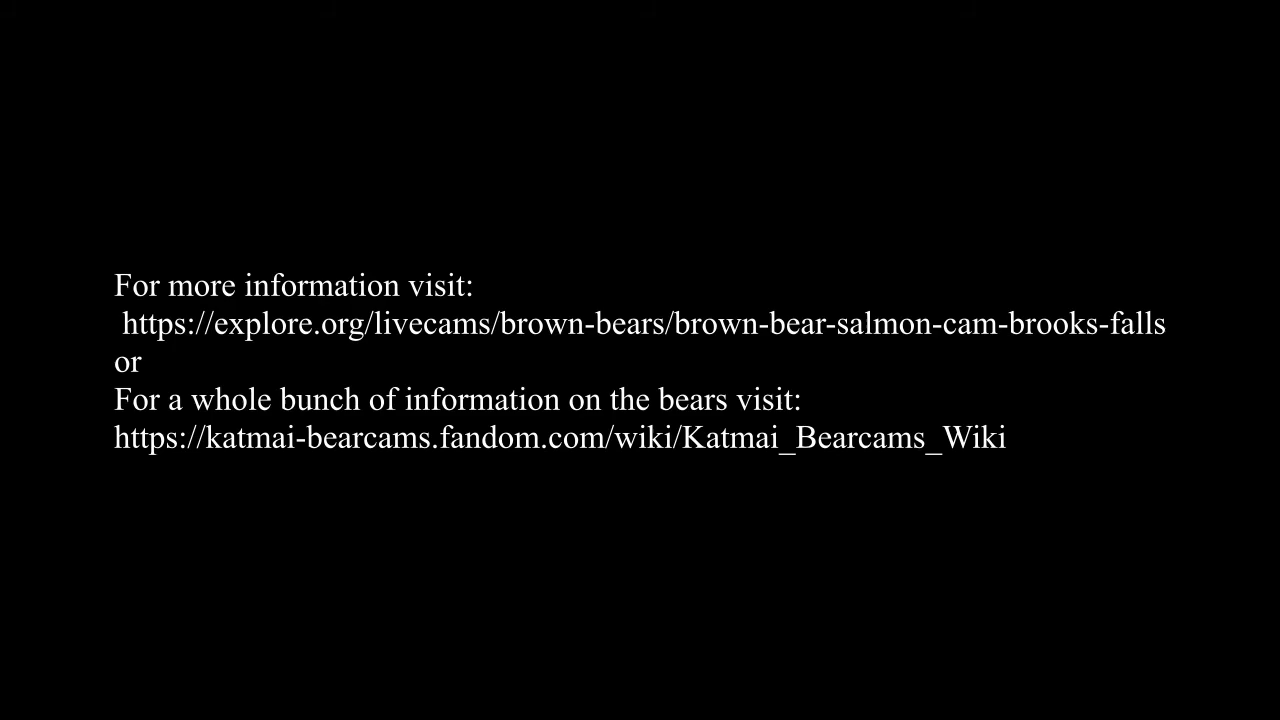 For more information visit:
https://explore.org/livecams/brown-bears/brown-bear-salmon-cam-brooks-falls
or
For a whole bunch of information on the bears visit:
https://katmai-bearcams.fandom.com/wiki/Katmai_Bearcams_Wiki